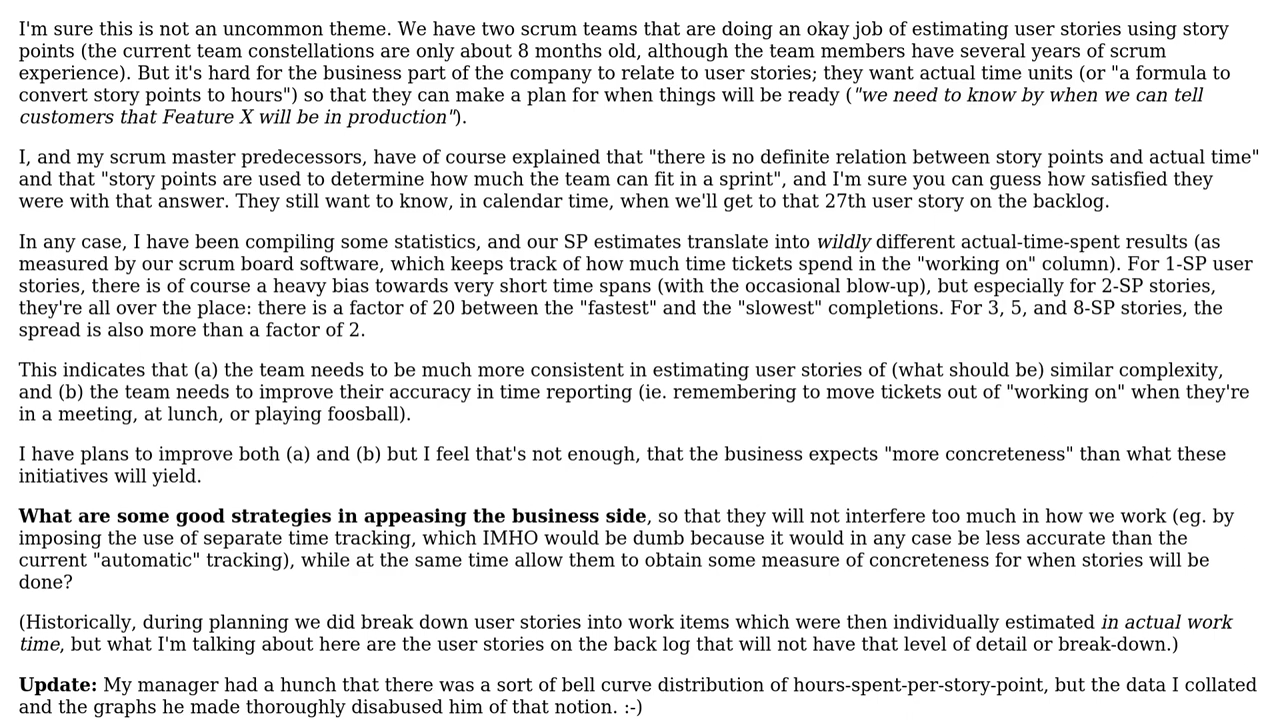 I'm sure this is not an uncommon theme. We have two scrum teams that are doing an okay job of estimating user stories using story
points (the current team constellations are only about 8 months old, although the team members have several years of scrum
experience). But it's hard for the business part of the company to relate to user stories; they want actual time units (or "a formula to
convert story points to hours") so that they can make a plan for when things will be ready ("we need to know by when we can tell
customers that Feature X will be in production").
I, and my scrum master predecessors, have of course explained that "there is no definite relation between story points and actual time"
and that "story points are used to determine how much the team can fit in a sprint", and I'm sure you can guess how satisfied they
were with that answer. They still want to know, in calendar time, when we'll get to that 27th user story on the backlog.
In any case, I have been compiling some statistics, and our SP estimates translate into wildly different actual-time-spent results (as
measured by our scrum board software, which keeps track of how much time tickets spend in the "working on" column). For 1-SP user
stories, there is of course a heavy bias towards very short time spans (with the occasional blow-up), but especially for 2-SP stories,
they're all over the place: there is a factor of 20 between the "fastest" and the "slowest" completions. For 3, 5, and 8-SP stories, the
spread is also more than a factor of 2.
This indicates that (a) the team needs to be much more consistent in estimating user stories of (what should be) similar complexity,
and (b) the team needs to improve their accuracy in time reporting (ie. remembering to move tickets out of "working on" when they're
in a meeting, at lunch, or playing foosball).
I have plans to improve both (a) and (b) but I feel that's not enough, that the business expects "more concreteness" than what these
initiatives will yield.
What are some good strategies in appeasing the business side, so that they will not interfere too much in how we work (eg. by
imposing the use of separate time tracking, which IMHO would be dumb because it would in any case be less accurate than the
current "automatic" tracking), while at the same time allow them to obtain some measure of concreteness for when stories will be
done?
(Historically, during planning we did break down user stories into work items which were then individually estimated in actual work
time, but what I'm talking about here are the user stories on the back log that will not have that level of detail or break-down.)
Update: My manager had a hunch that there was a sort of bell curve distribution of hours-spent-per-story-point, but the data I collated
and the graphs he made thoroughly disabused him of that notion. :-)